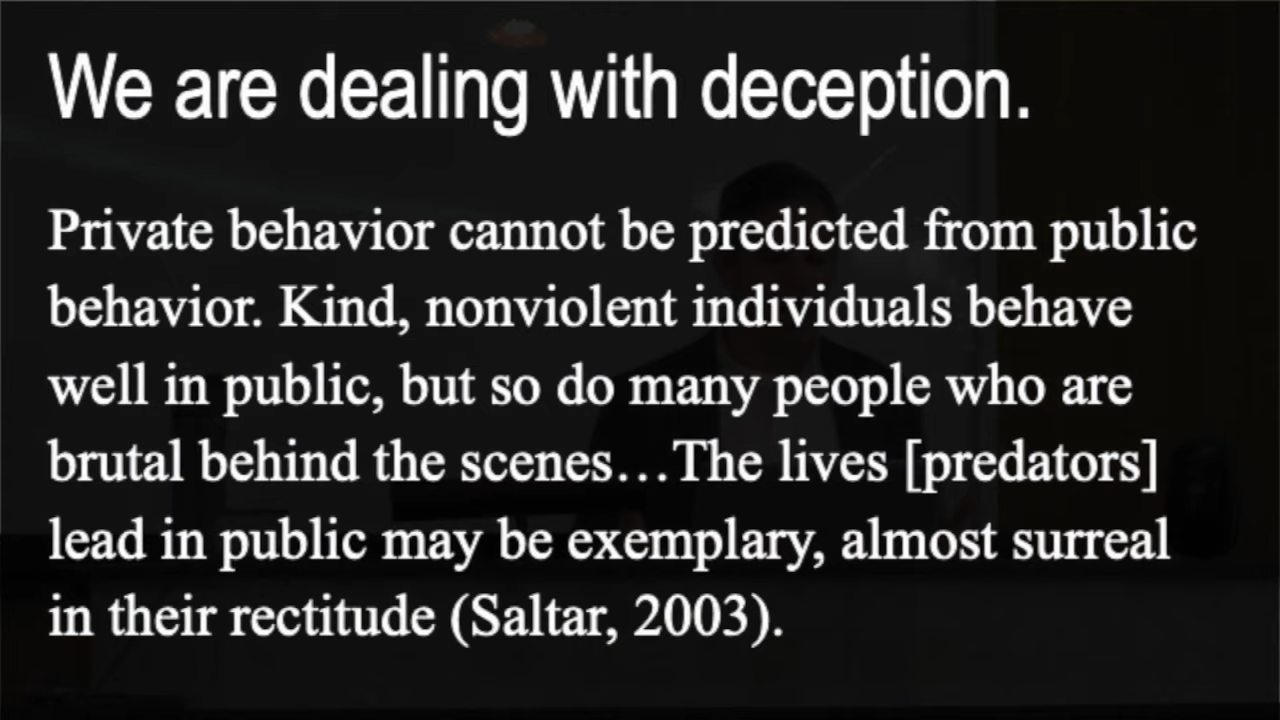 We are dealing with deception.
Private behavior cannot be predicted from public
behavior. Kind, nonviolent individuals behave
well in public, but so do many people who are
brutal behind the scenes…The lives [predators]
lead in public may be exemplary, almost surreal
in their rectitude (Saltar, 2003).